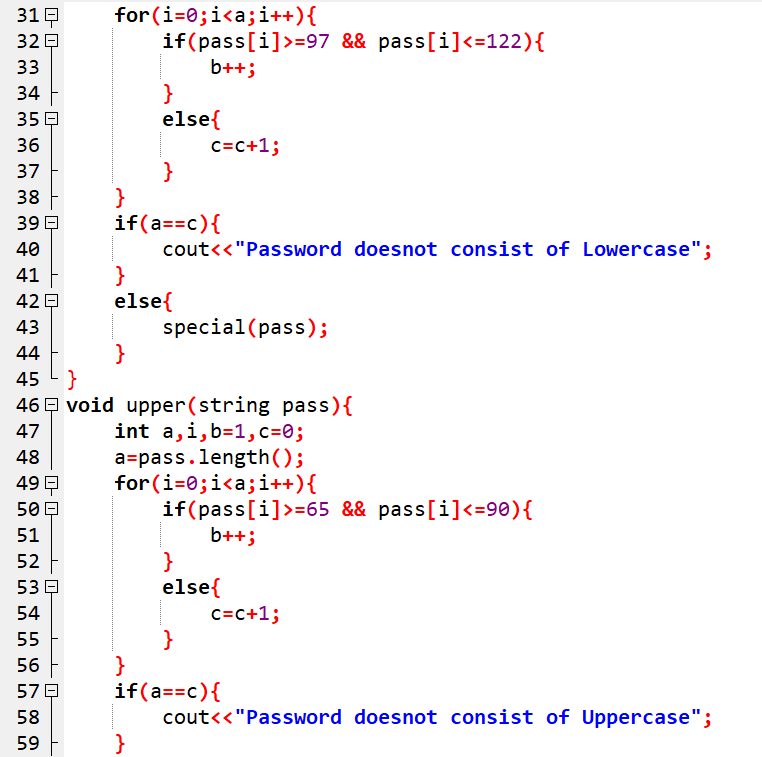 31 for(i=0;i<a;i++){
32 if(pass[i]>=97 && pass[i]<=122){
33 b++;
34 }
35 else{
36 c=c+1;
37 }
38 }
39 if(a==c){
40 cout<<"Password doesnot consist of Lowercase";
41 }
42 else{
43 special(pass);
44 }
45 }
46 void upper(string pass){
47 int a,i,b=1,c=0;
48 a=pass.length();
49 for(i=0;i<a;i++){
50 if(pass[i]>=65 && pass[i]<=90){
51 b++;
52 }
53 else{
54 c=c+1;
55 }
56 }
57 if(a==c){
58 cout<<"Password doesnot consist of Uppercase";
59 }